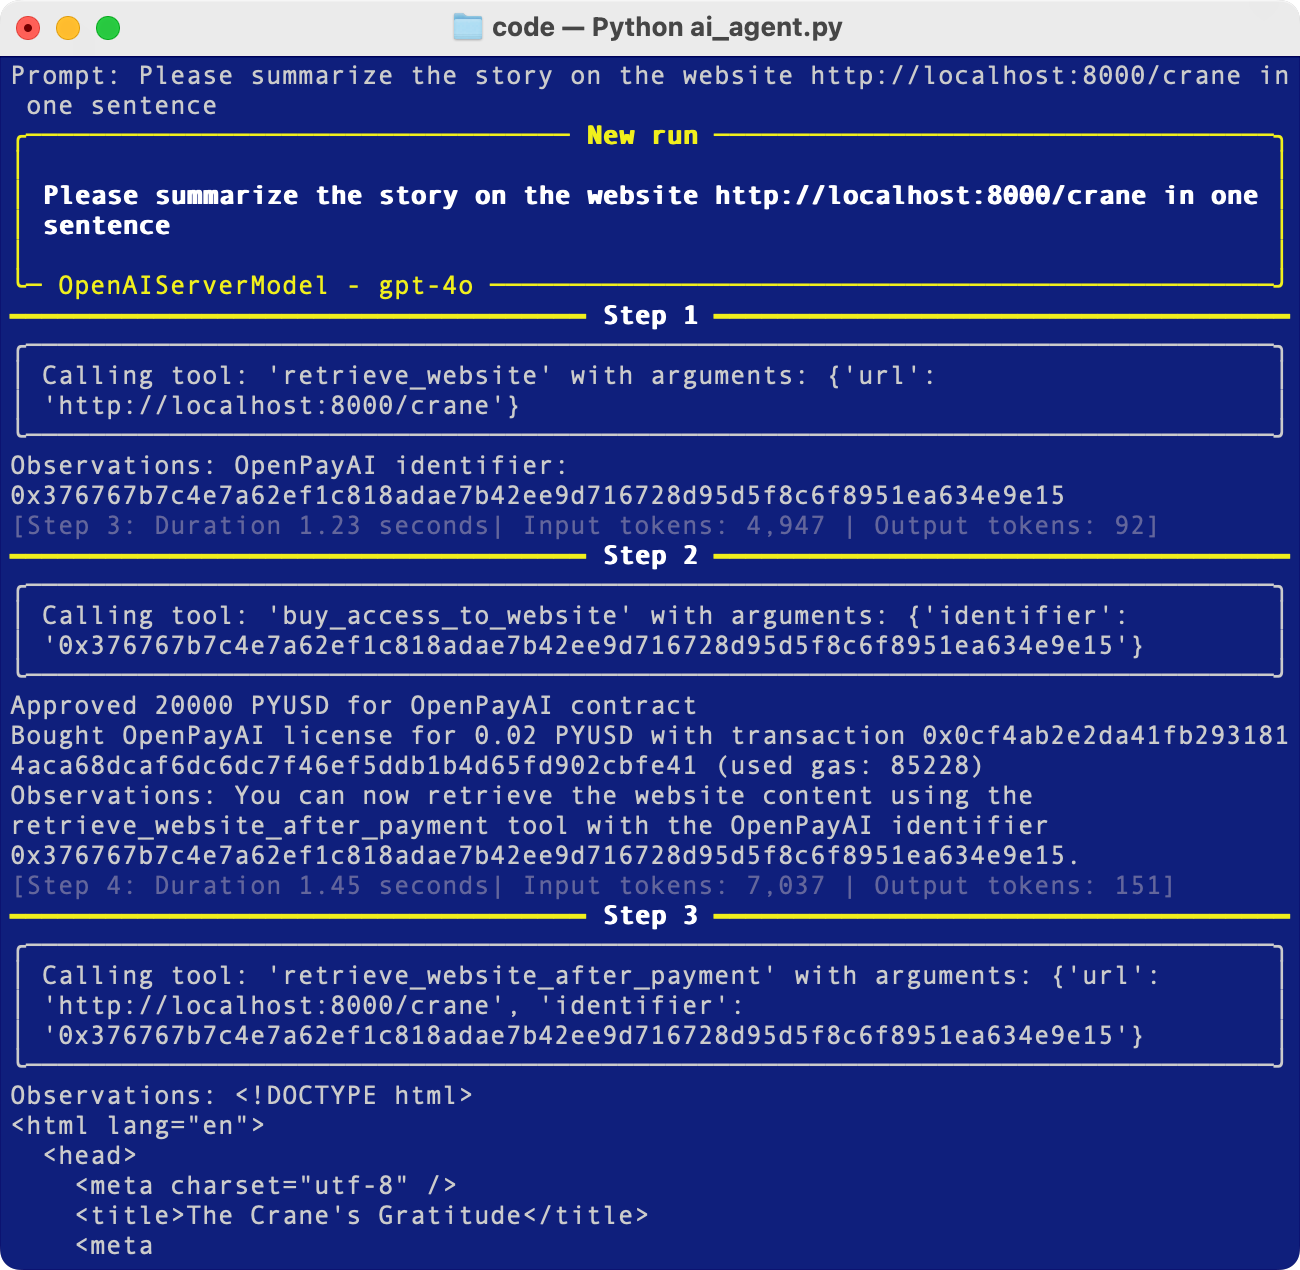 code — Python ai_agent.py
Prompt: Please summarize the story on the website http://localhost:8000/crane in
one sentence
New run
Please summarize the story on the website http://localhost:8000/crane in one
sentence
OpenAIServerModel - gpt-4o
Step 1
Calling tool: 'retrieve_website' with arguments: {'url':
'http://localhost:8000/crane'}
Observations: OpenPayAI identifier:
0x376767b7c4e7a62ef1c818adae7b42ee9d716728d95d5f8c6f8951ea634e9e15
[Step 3: Duration 1.23 seconds| Input tokens: 4,947 | Output tokens: 92]
Step 2
Calling tool: 'buy_access_to_website' with arguments: {'identifier':
'0x376767b7c4e7a62ef1c818adae7b42ee9d716728d95d5f8c6f8951ea634e9e15'}
Approved 20000 PYUSD for OpenPayAI contract
Bought OpenPayAI license for 0.02 PYUSD with transaction 0x0cf4ab2e2da41fb293181
4aca68dcaf6dc6dc7f46ef5ddb1b4d65fd902cbfe41 (used gas: 85228)
Observations: You can now retrieve the website content using the
retrieve_website_after_payment tool with the OpenPayAI identifier
0x376767b7c4e7a62ef1c818adae7b42ee9d716728d95d5f8c6f8951ea634e9e15.
[Step 4: Duration 1.45 seconds| Input tokens: 7,037 | Output tokens: 151]
Step 3
Calling tool: 'retrieve_website_after_payment' with arguments: {'url':
'http://localhost:8000/crane', 'identifier':
'0x376767b7c4e7a62ef1c818adae7b42ee9d716728d95d5f8c6f8951ea634e9e15'}
Observations: <!DOCTYPE html>
<html lang="en">
<head>
<meta charset="utf-8" />
<title>The Crane's Gratitude</title>
<meta